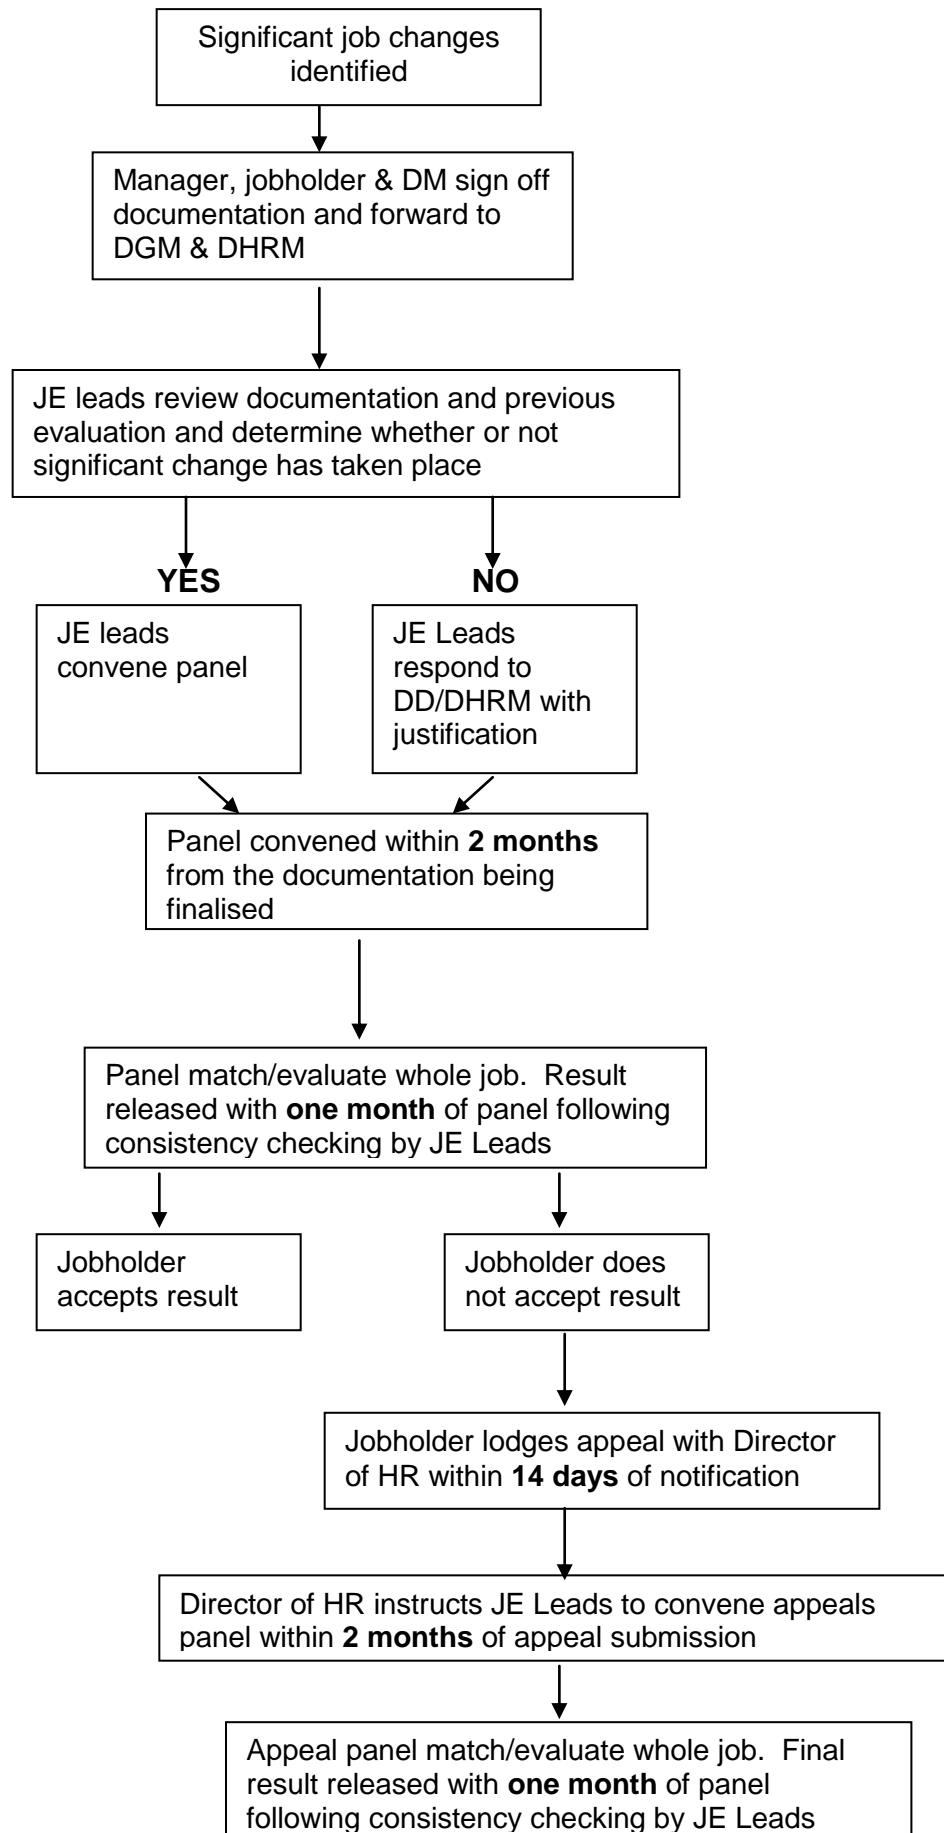 Significant job changes
identified
Manager, jobholder & DM sign off
documentation and forward to
DGM & DHRM
JE leads review documentation and previous
evaluation and determine whether or not
significant change has taken place
YES
NO
JE leads
convene panel
JE Leads
respond to
DD/DHRM with
justification
Panel convened within 2 months
from the documentation being
finalised
Panel match/evaluate whole job.  Result
released with one month of panel following
consistency checking by JE Leads
Jobholder
accepts result
Jobholder does
not accept result
Jobholder lodges appeal with Director
of HR within 14 days of notification
Director of HR instructs JE Leads to convene appeals
panel within 2 months of appeal submission
Appeal panel match/evaluate whole job.  Final
result released with one month of panel
following consistency checking by JE Leads